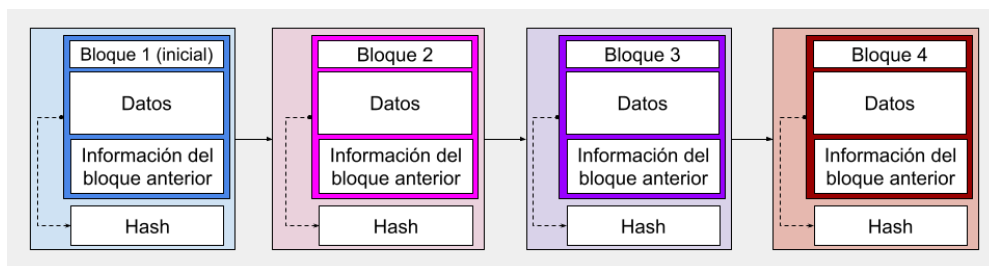 Bloque 1 (inicial)
Datos
Información del
bloque anterior
Hash
Bloque 2
Datos
Información del
bloque anterior
Hash
Bloque 3
Datos
Información del
bloque anterior
Hash
Bloque 4
Datos
Información del
bloque anterior
Hash